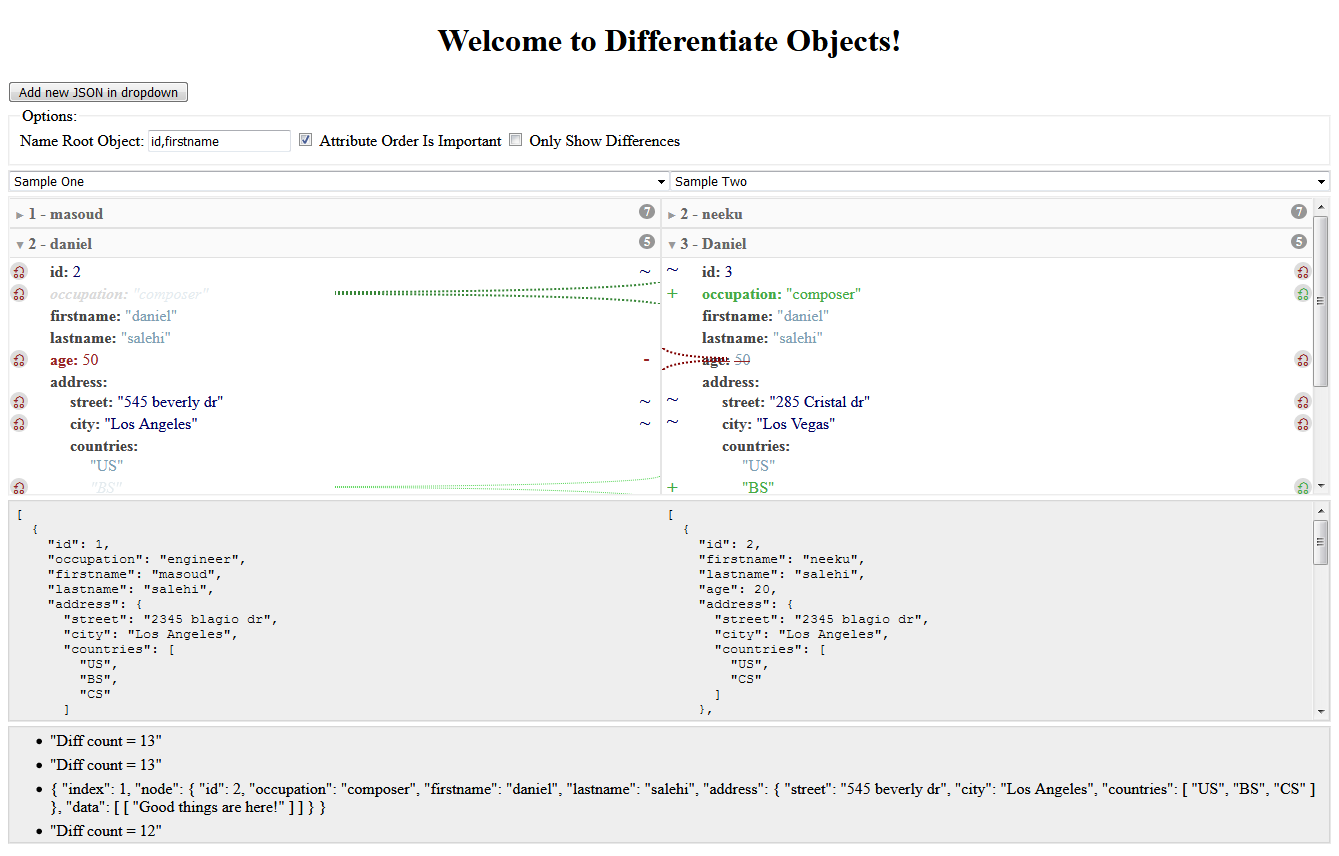 Welcome to Differentiate Objects!
Add new JSON in dropdown
Options:
Name Root Object: id,firstname Attribute Order Is Important Only Show Differences
Sample One Sample Two
1 - masoud 7 2 - neeku 7
2 - daniel 5 3 - Daniel 5
id: 2 ~ ~ id: 3
occupation: "composer" + occupation: "composer"
firstname: "daniel" firstname: "daniel"
lastname: "salehi" lastname: "salehi"
age: 50 - age: 50
address: address:
street: "545 beverly dr" ~ ~ street: "285 Cristal dr"
city: "Los Angeles" ~ ~ city: "Los Vegas"
countries: countries:
"US" "US"
"BS" + "BS"
[ [
{ {
"id": 1, "id": 2,
"occupation": "engineer", "firstname": "neeku",
"firstname": "masoud", "lastname": "salehi",
"lastname": "salehi", "age": 20,
"address": { "address": {
"street": "2345 blagio dr", "street": "2345 blagio dr",
"city": "Los Angeles", "city": "Los Angeles",
"countries": [ "countries": [
"US", "US",
"BS", "CS"
"CS" ]
] },
"Diff count = 13"
"Diff count = 13"
{ "index": 1, "node": { "id": 2, "occupation": "composer", "firstname": "daniel", "lastname": "salehi", "address": { "street": "545 beverly dr", "city": "Los Angeles", "countries": [ "US", "BS", "CS" ]
}, "data": [ [ "Good things are here!" ] ] } }
"Diff count = 12"